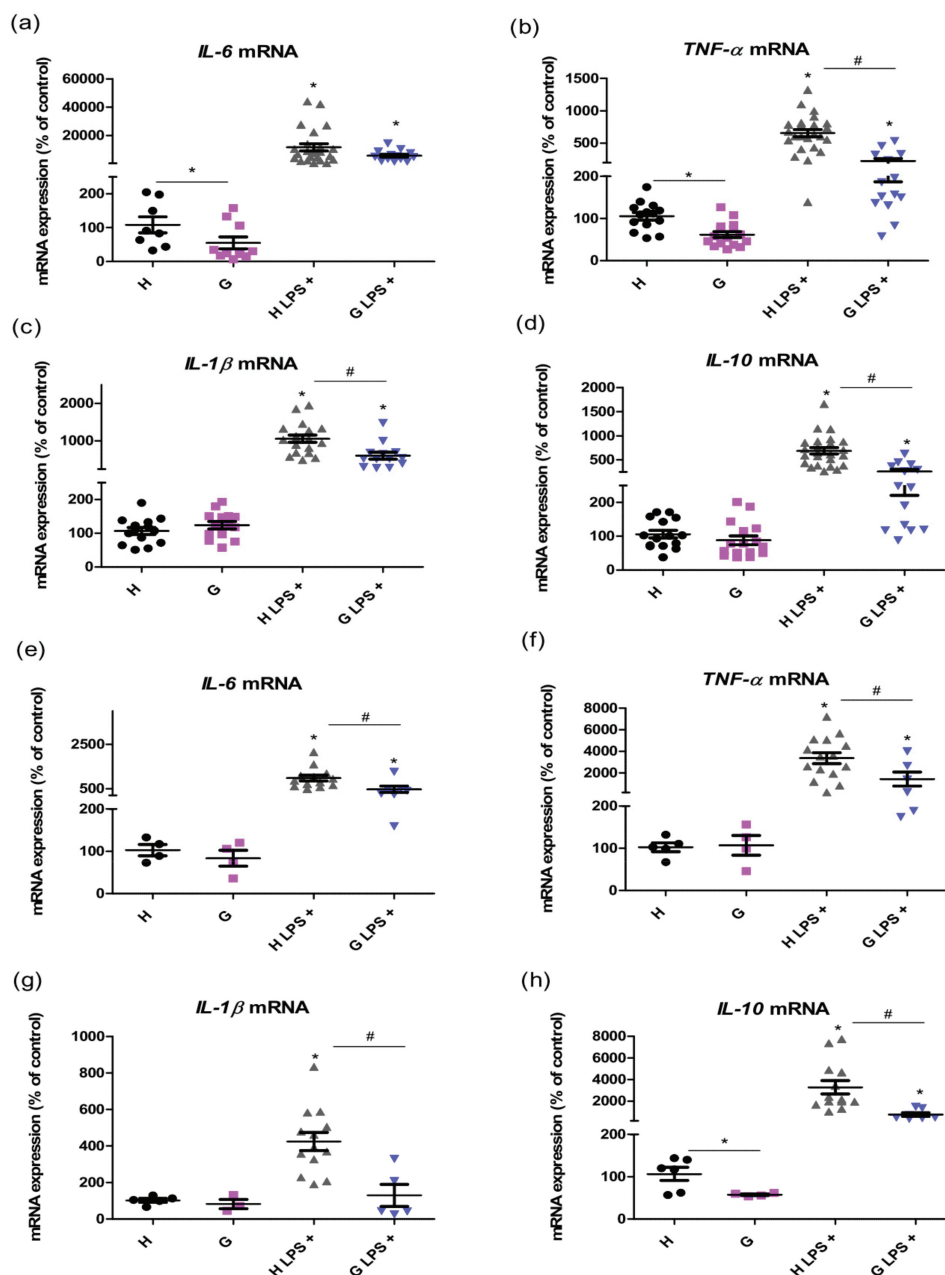 (a)
IL-6 mRNA
mRNA expression (% of control)
60000
40000
20000
200
100
0
*
*
*
H
G
H LPS +
G LPS +
(b)
TNF-α mRNA
mRNA expression (% of control)
1500
1000
500
200
100
0
*
*
#
*
H
G
H LPS +
G LPS +
(c)
IL-1β mRNA
mRNA expression (% of control)
2000
1000
200
100
0
*
#
*
H
G
H LPS +
G LPS +
(d)
IL-10 mRNA
mRNA expression (% of control)
2000
1500
1000
500
200
100
0
*
#
*
H
G
H LPS +
G LPS +
(e)
IL-6 mRNA
mRNA expression (% of control)
2500
500
200
100
0
*
#
*
H
G
H LPS +
G LPS +
(f)
TNF-α mRNA
mRNA expression (% of control)
8000
6000
4000
2000
200
100
0
*
#
*
H
G
H LPS +
G LPS +
(g)
IL-1β mRNA
mRNA expression (% of control)
1000
800
600
400
200
0
*
#
H
G
H LPS +
G LPS +
(h)
IL-10 mRNA
mRNA expression (% of control)
8000
6000
4000
2000
200
100
0
*
*
#
*
H
G
H LPS +
G LPS +